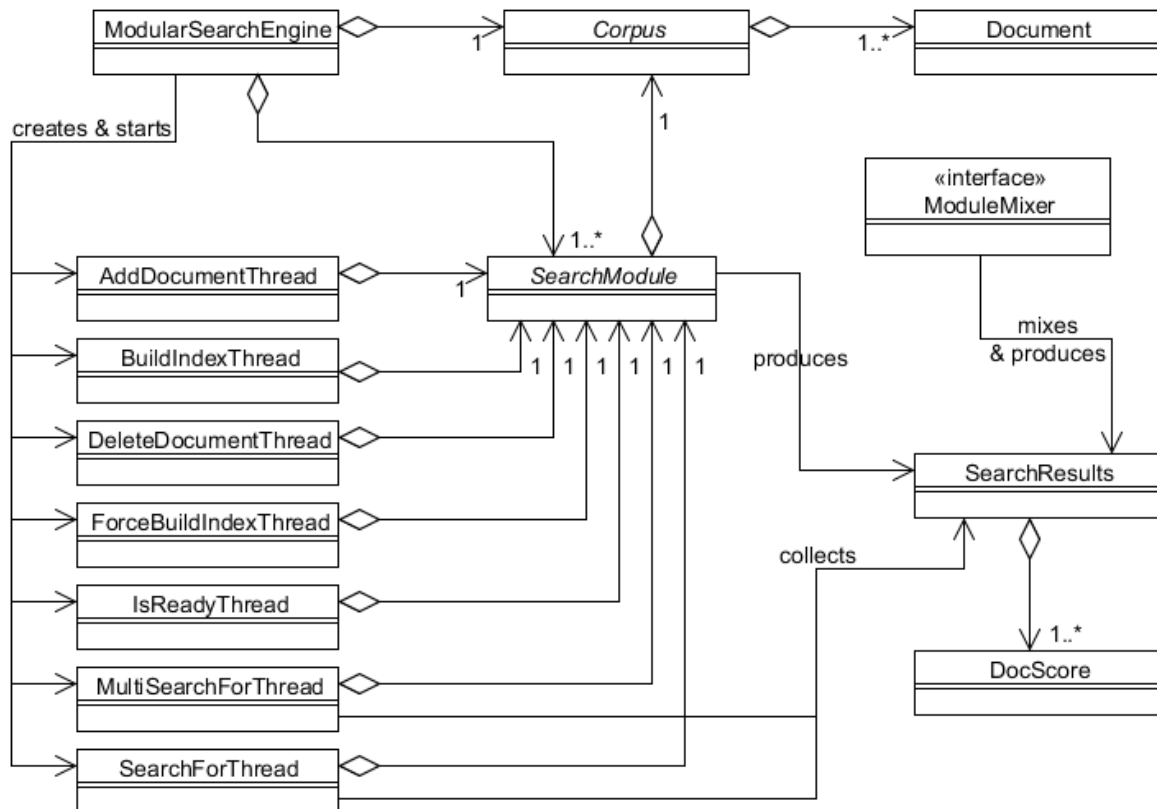 ModularSearchEngine
1
Corpus
1..*
Document
creates & starts
1
«interface»
ModuleMixer
1..*
AddDocumentThread
1
SearchModule
mixes
& produces
BuildIndexThread
1
1
1
1
1
1
produces
DeleteDocumentThread
SearchResults
ForceBuildIndexThread
collects
IsReadyThread
1..*
DocScore
MultiSearchForThread
SearchForThread